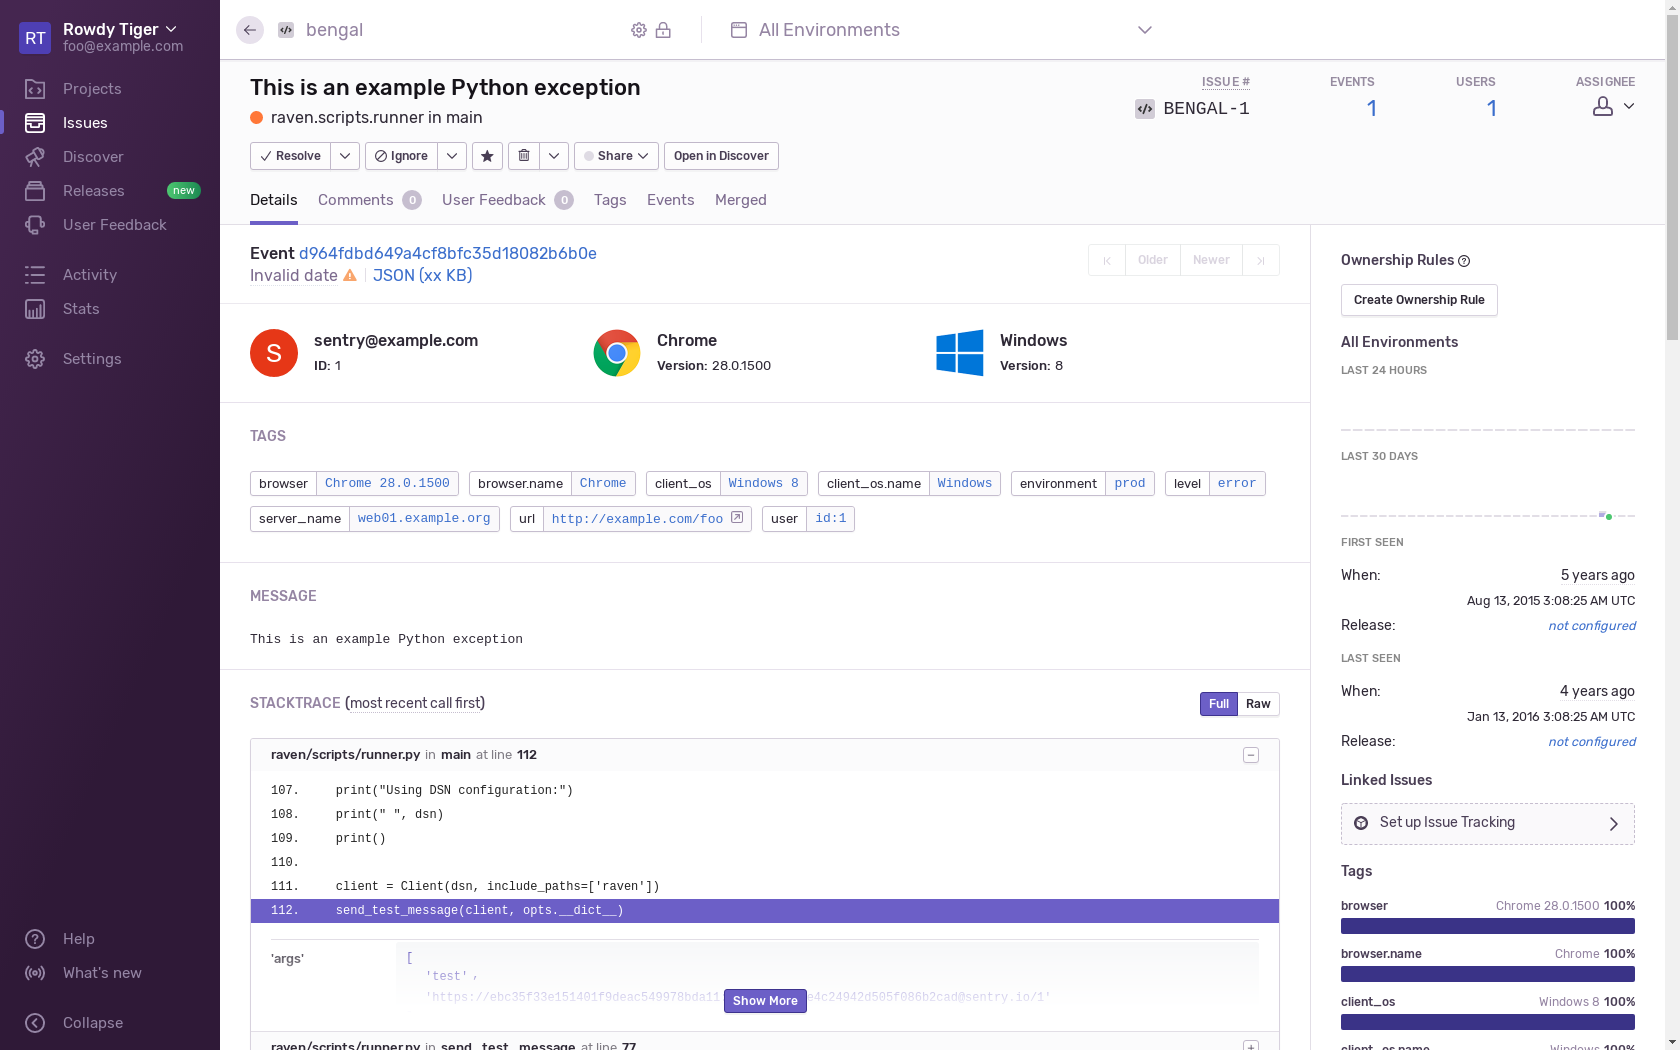 RT
Rowdy Tiger
foo@example.com
Projects
Issues
Discover
Releases
new
User Feedback
Activity
Stats
Settings
Help
What's new
Collapse
bengal
All Environments
This is an example Python exception
raven.scripts.runner in main
ISSUE #
BENGAL-1
EVENTS
1
USERS
1
ASSIGNEE
Resolve
Ignore
Share
Open in Discover
Details
Comments 0
User Feedback 0
Tags
Events
Merged
Event d964fdbd649a4cf8bfc35d18082b6b0e
Invalid date
JSON (xx KB)
Older
Newer
S
sentry@example.com
ID: 1
Chrome
Version: 28.0.1500
Windows
Version: 8
TAGS
browser Chrome 28.0.1500
browser.name Chrome
client_os Windows 8
client_os.name Windows
environment prod
level error
server_name web01.example.org
url http://example.com/foo
user id:1
MESSAGE
This is an example Python exception
STACKTRACE (most recent call first)
Full
Raw
raven/scripts/runner.py in main at line 112
107. print("Using DSN configuration:")
108. print(" ", dsn)
109. print()
110.
111. client = Client(dsn, include_paths=['raven'])
112. send_test_message(client, opts.__dict__)
'args'
[
'test',
'https://ebc35f33e151401f9deac549978bda11
e4c24942d505f086b2cad@sentry.io/1'
Show More
raven/scripts/runner.py in send_test_message at line 77
Ownership Rules
Create Ownership Rule
All Environments
LAST 24 HOURS
LAST 30 DAYS
FIRST SEEN
When: 5 years ago
Aug 13, 2015 3:08:25 AM UTC
Release: not configured
LAST SEEN
When: 4 years ago
Jan 13, 2016 3:08:25 AM UTC
Release: not configured
Linked Issues
Set up Issue Tracking
Tags
browser Chrome 28.0.1500 100%
browser.name Chrome 100%
client_os Windows 8 100%
client_os.name Windows 100%